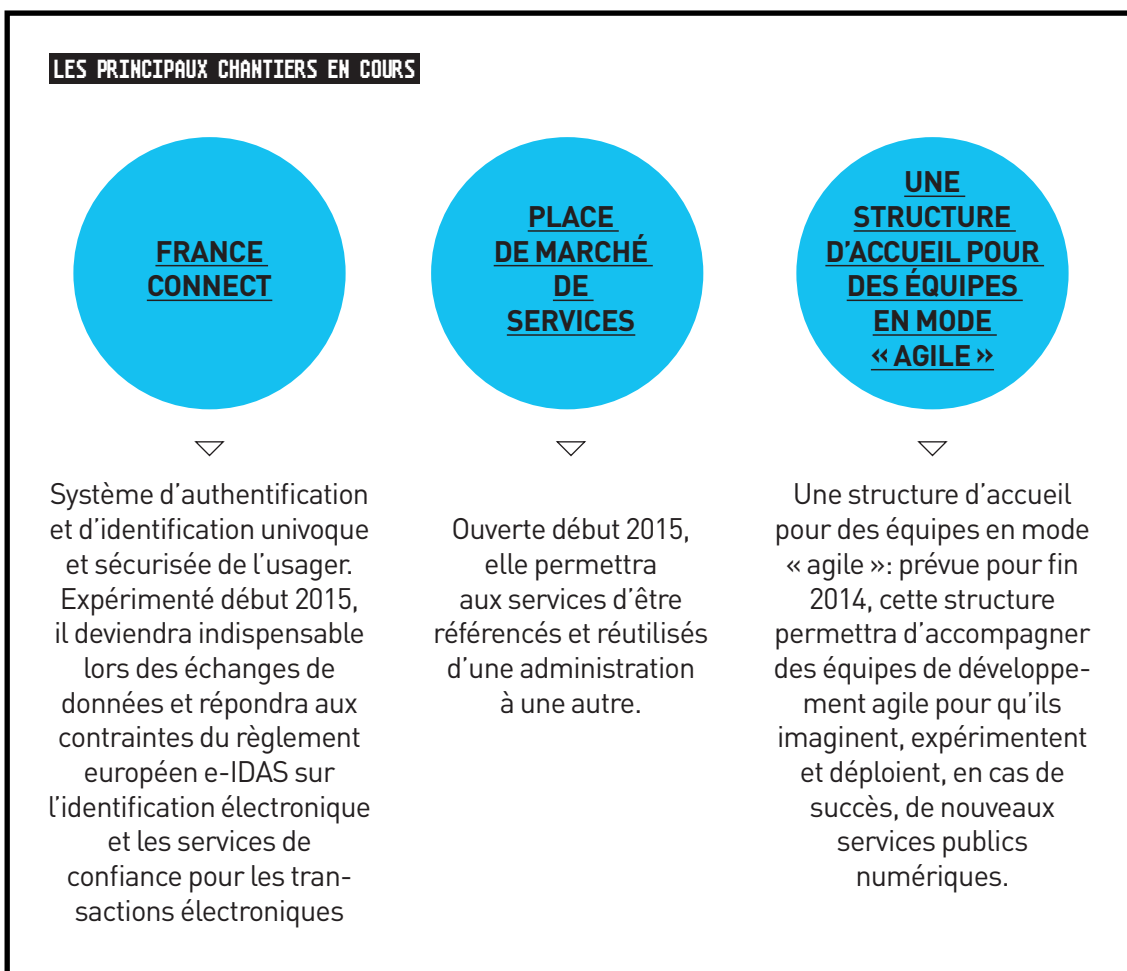 LES PRINCIPAUX CHANTIERS EN COURS
FRANCE
CONNECT
Système d’authentification
et d’identification univoque
et sécurisée de l’usager.
Expérimenté début 2015,
il deviendra indispensable
lors des échanges de
données et répondra aux
contraintes du règlement
européen e-IDAS sur
l’identification électronique
et les services de
confiance pour les tran-
sactions électroniques
PLACE
DE MARCHÉ
DE
SERVICES
Ouverte début 2015,
elle permettra
aux services d’être
référencés et réutilisés
d’une administration
à une autre.
UNE
STRUCTURE
D’ACCUEIL POUR
DES ÉQUIPES
EN MODE
« AGILE »
Une structure d’accueil
pour des équipes en mode
« agile »: prévue pour fin
2014, cette structure
permettra d’accompagner
des équipes de développe-
ment agile pour qu’ils
imaginent, expérimentent
et déploient, en cas de
succès, de nouveaux
services publics
numériques.